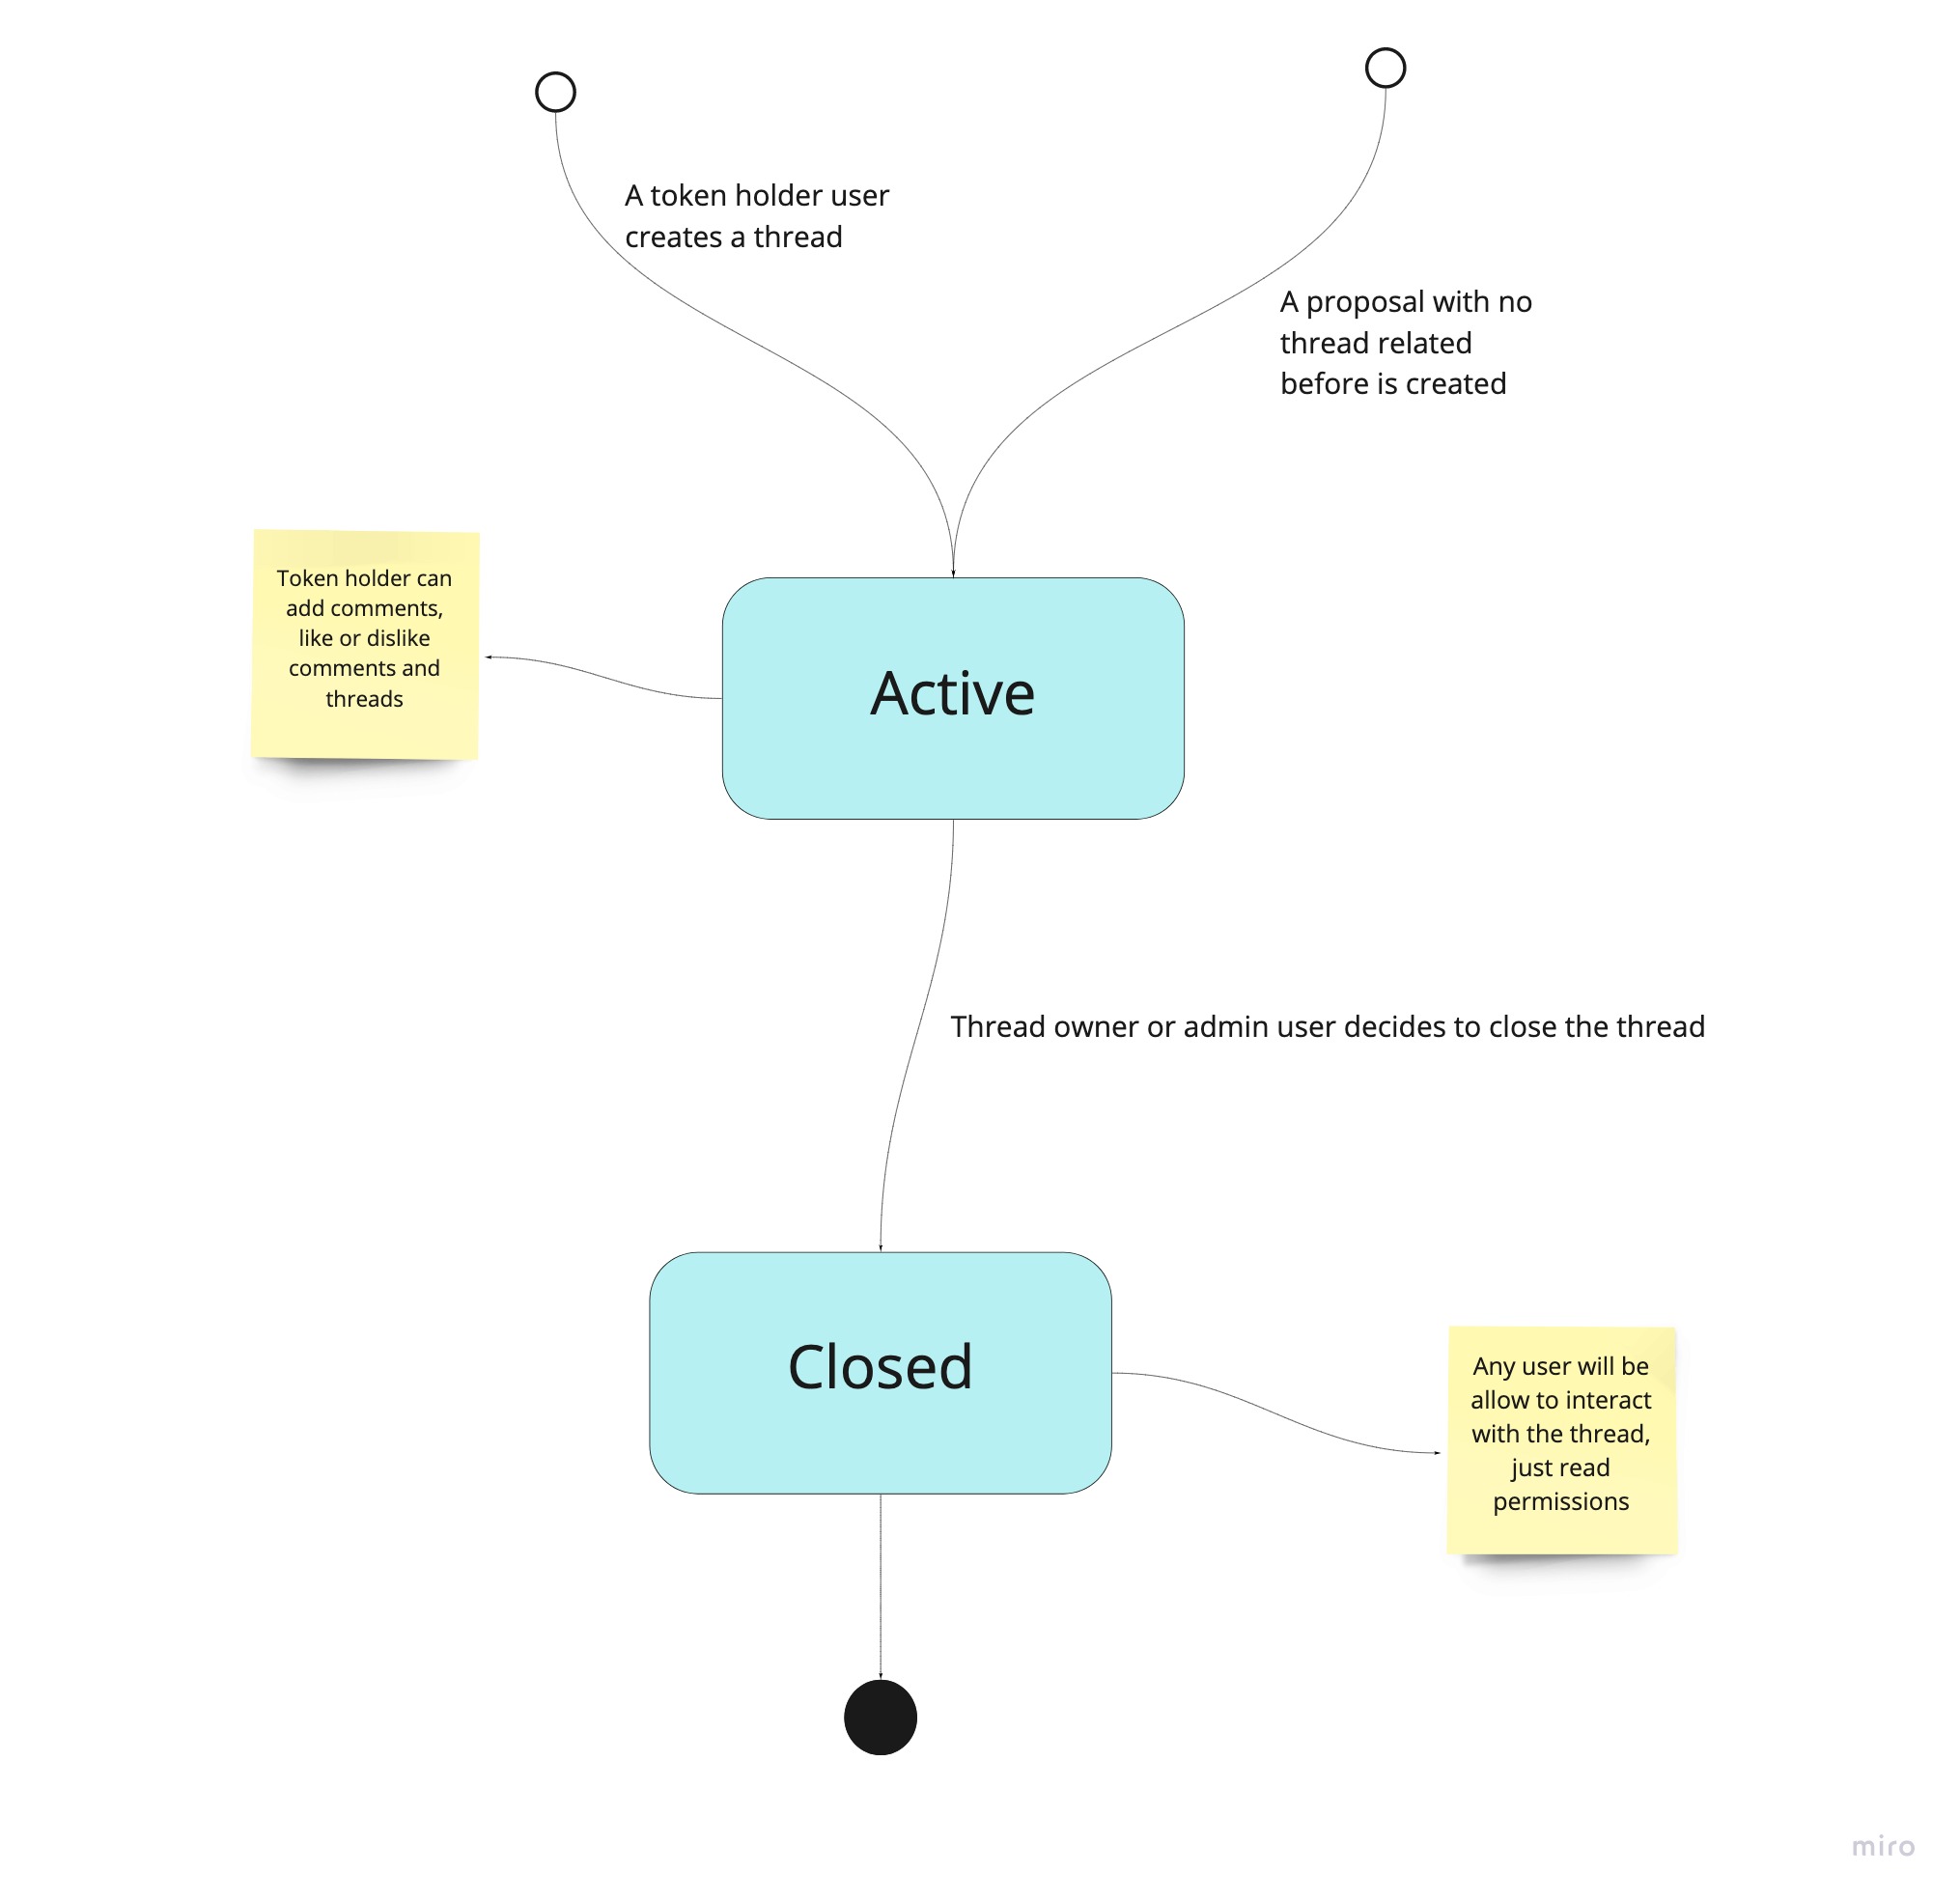 A token holder user
creates a thread
A proposal with no
thread related
before is created
Token holder can
add comments,
like or dislike
comments and
threads
Active
Thread owner or admin user decides to close the thread
Closed
Any user will be
allow to interact
with the thread,
just read
permissions
miro